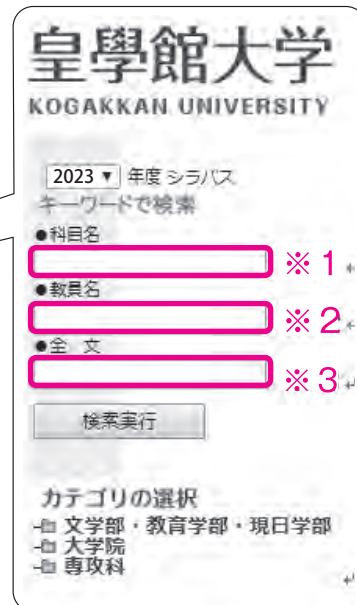 皇學館大学
KOGAKKAN UNIVERSITY
2023 ▼ 年度 シラバス
キーワードで検索
●科目名
※1
●教員名
※2
●全 文
※3
検索実行
カテゴリの選択
文学部・教育学部・現日学部
大学院
専攻科